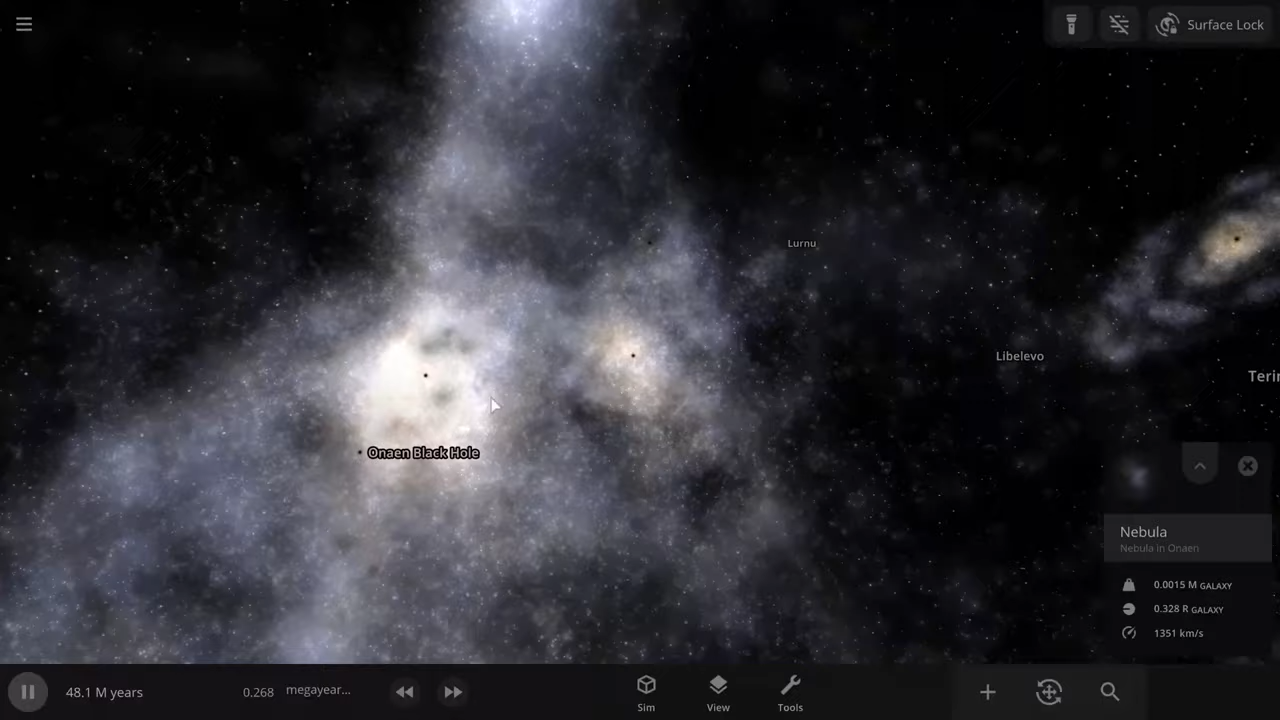 Surface Lock
Lurnu
Libelevo
Terin
Onaen Black Hole
Nebula
Nebula in Onaen
0.0015 M GALAXY
0.328 R GALAXY
1351 km/s
48.1 M years
0.268 megayear...
Sim
View
Tools